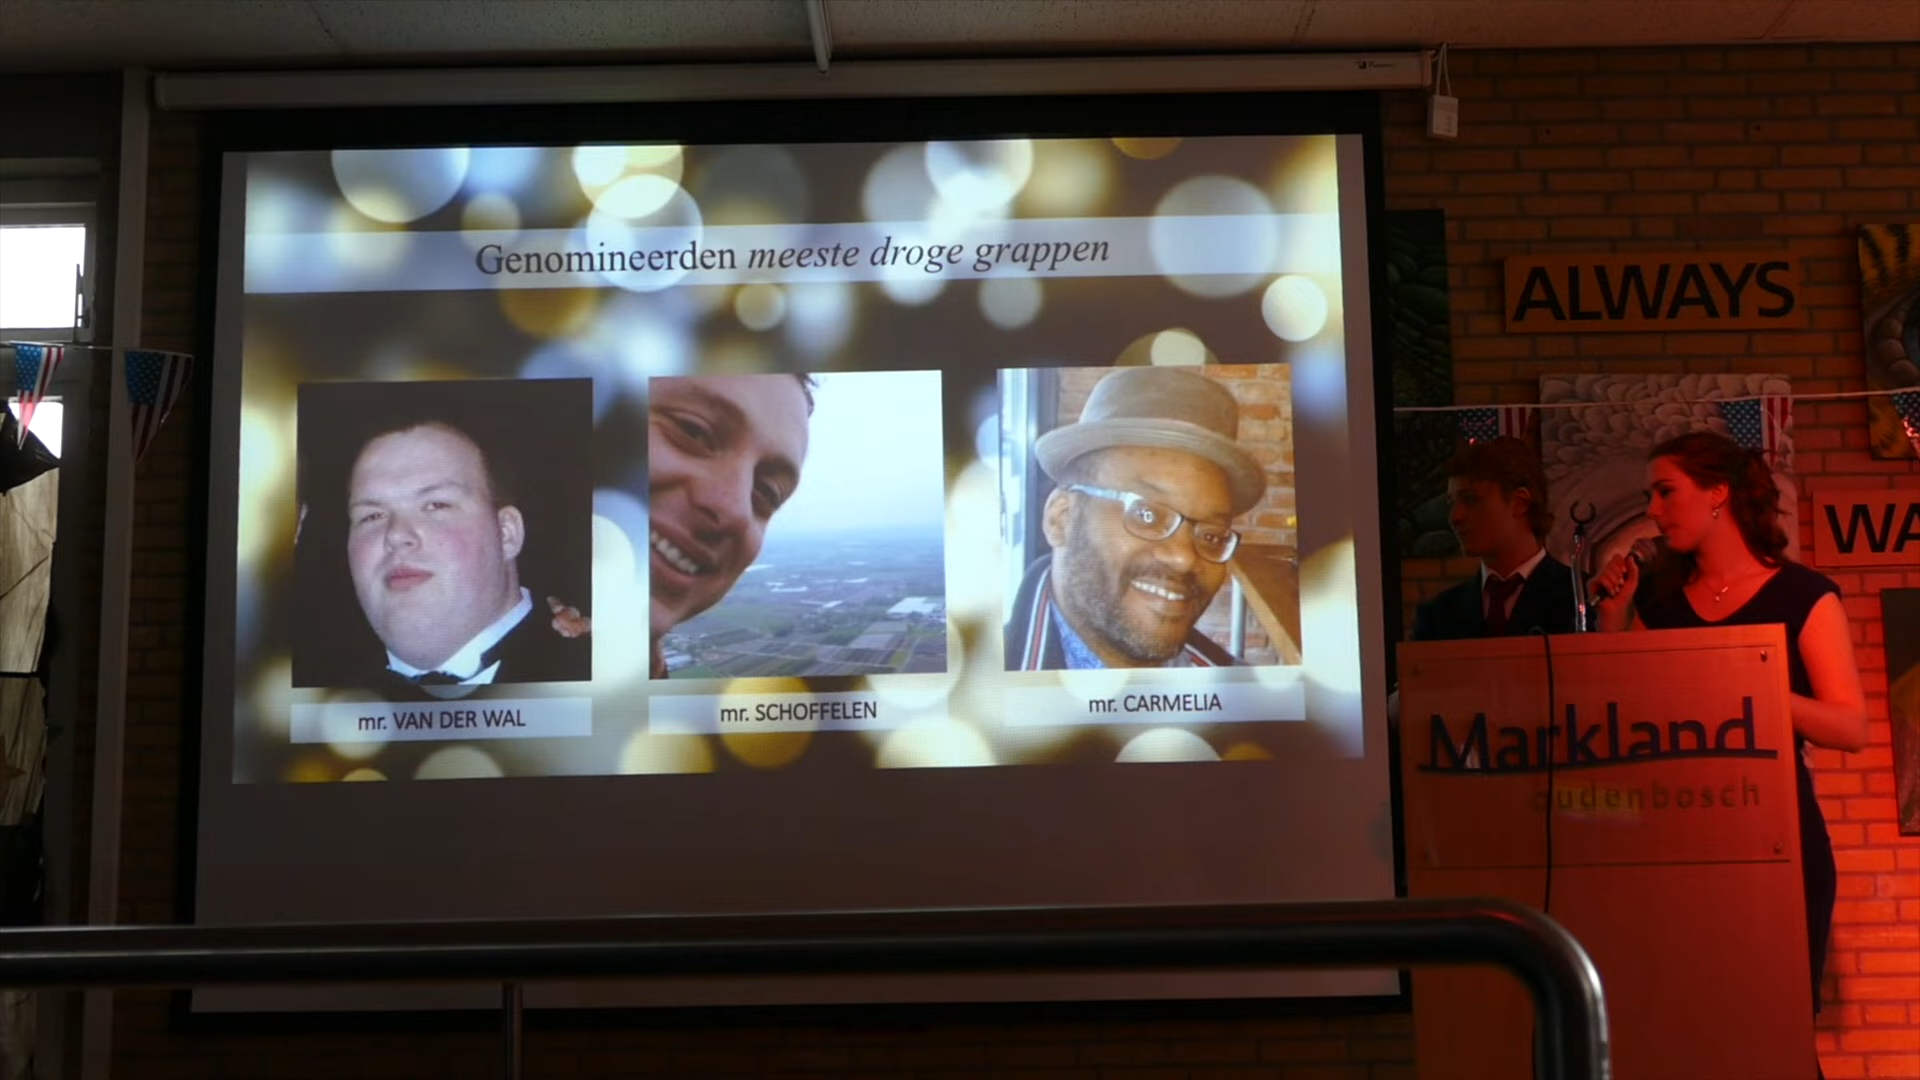 Genomineerden meeste droge grappen
mr. VAN DER WAL
mr. SCHOFFELEN
mr. CARMELIA
ALWAYS
WA
Markland
oudenbosch